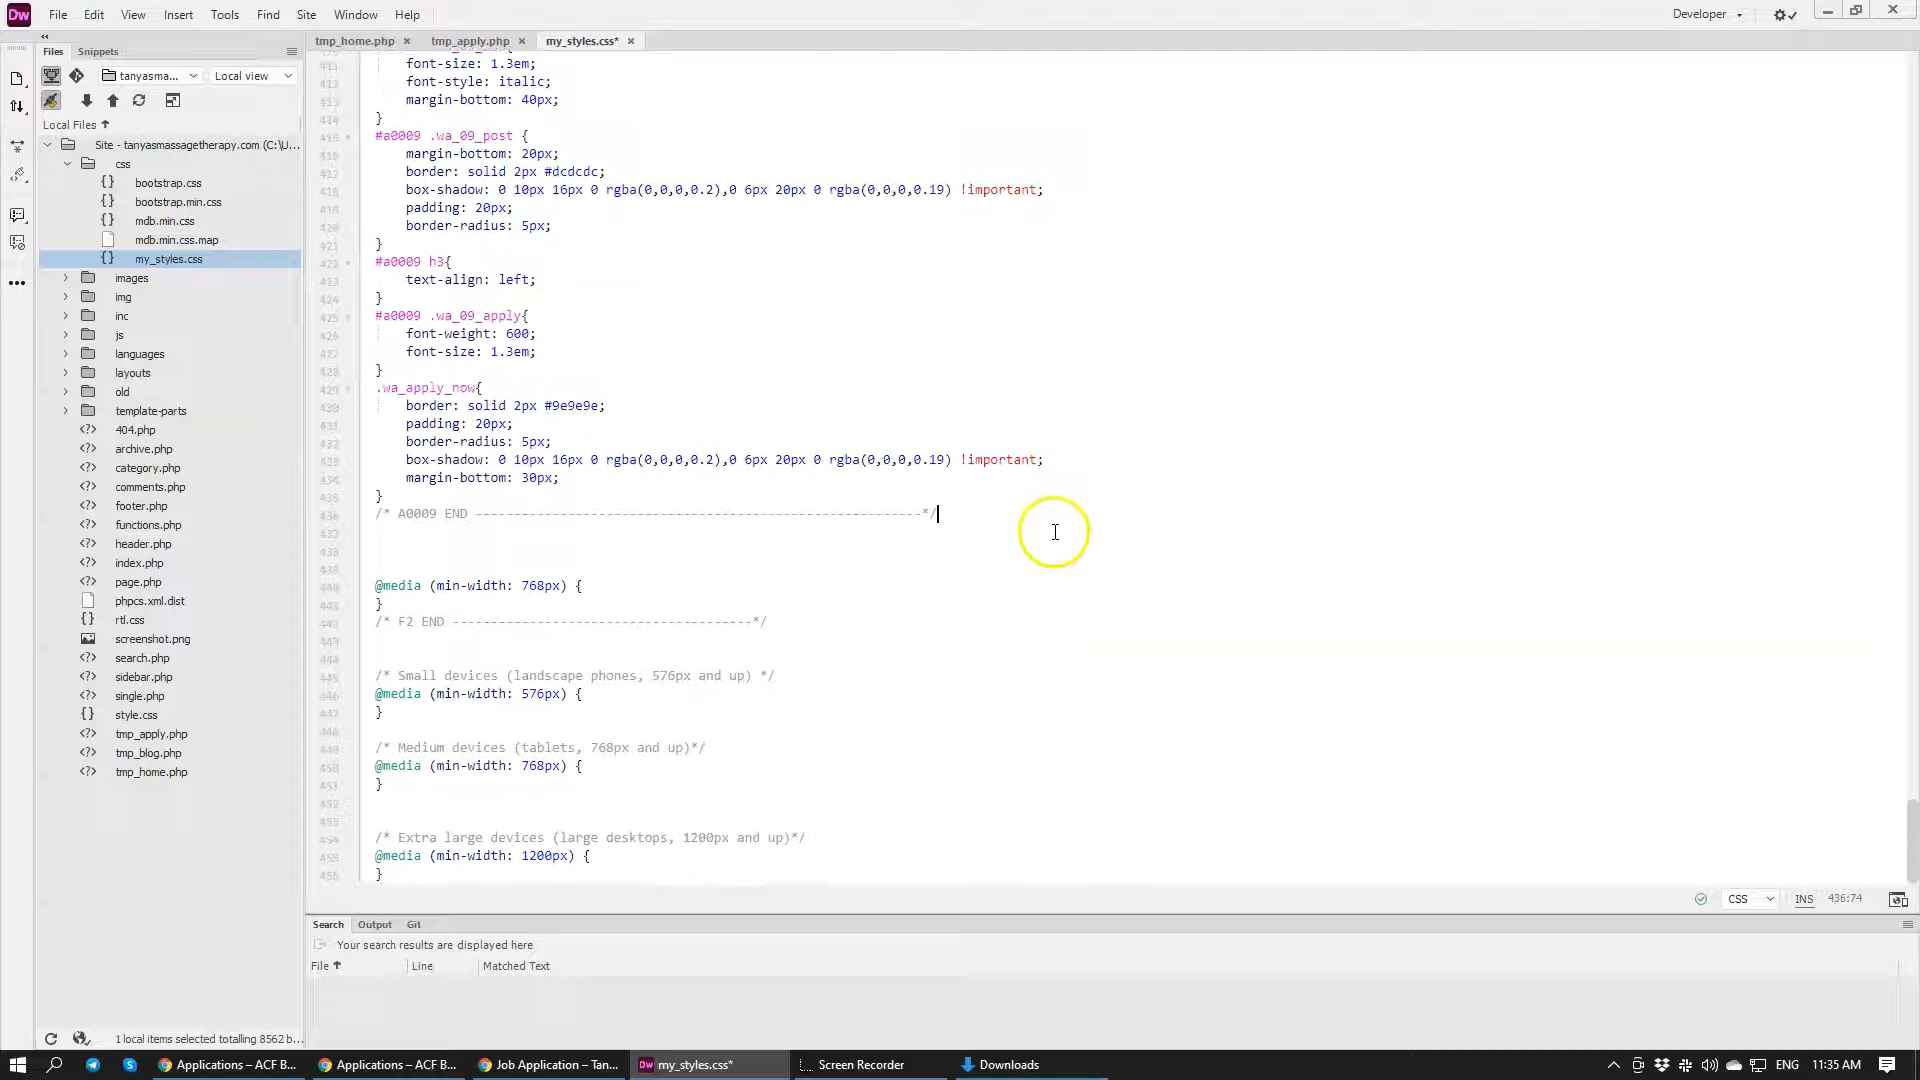 Dw File Edit View Insert Tools Find Site Window Help Developer
Files Snippets
tmp_home.php tmp_apply.php my_styles.css*
tanyasma... Local view
Local Files
Site - tanyasmassagetherapy.com (C:\U...
css
bootstrap.css
bootstrap.min.css
mdb.min.css
mdb.min.css.map
my_styles.css
images
img
inc
js
languages
layouts
old
template-parts
404.php
archive.php
category.php
comments.php
footer.php
functions.php
header.php
index.php
page.php
phpcs.xml.dist
rtl.css
screenshot.png
search.php
sidebar.php
single.php
style.css
tmp_apply.php
tmp_blog.php
tmp_home.php
1 local items selected totalling 8562 b...
font-size: 1.3em;
font-style: italic;
margin-bottom: 40px;
}
#a0009 .wa_09_post {
margin-bottom: 20px;
border: solid 2px #dcdcdc;
box-shadow: 0 10px 16px 0 rgba(0,0,0,0.2),0 6px 20px 0 rgba(0,0,0,0.19) !important;
padding: 20px;
border-radius: 5px;
}
#a0009 h3{
text-align: left;
}
#a0009 .wa_09_apply{
font-weight: 600;
font-size: 1.3em;
}
.wa_apply_now{
border: solid 2px #9e9e9e;
padding: 20px;
border-radius: 5px;
box-shadow: 0 10px 16px 0 rgba(0,0,0,0.2),0 6px 20px 0 rgba(0,0,0,0.19) !important;
margin-bottom: 30px;
}
/* A0009 END ----------------------------------------------------------*/
@media (min-width: 768px) {
}
/* F2 END ---------------------------------------*/
/* Small devices (landscape phones, 576px and up) */
@media (min-width: 576px) {
}
/* Medium devices (tablets, 768px and up)*/
@media (min-width: 768px) {
}
/* Extra large devices (large desktops, 1200px and up)*/
@media (min-width: 1200px) {
}
CSS INS 436:74
Search Output Git
Your search results are displayed here
File Line Matched Text
Applications – ACF B... Applications – ACF B... Job Application – Tan... Dw my_styles.css* Screen Recorder Downloads ENG 11:35 AM